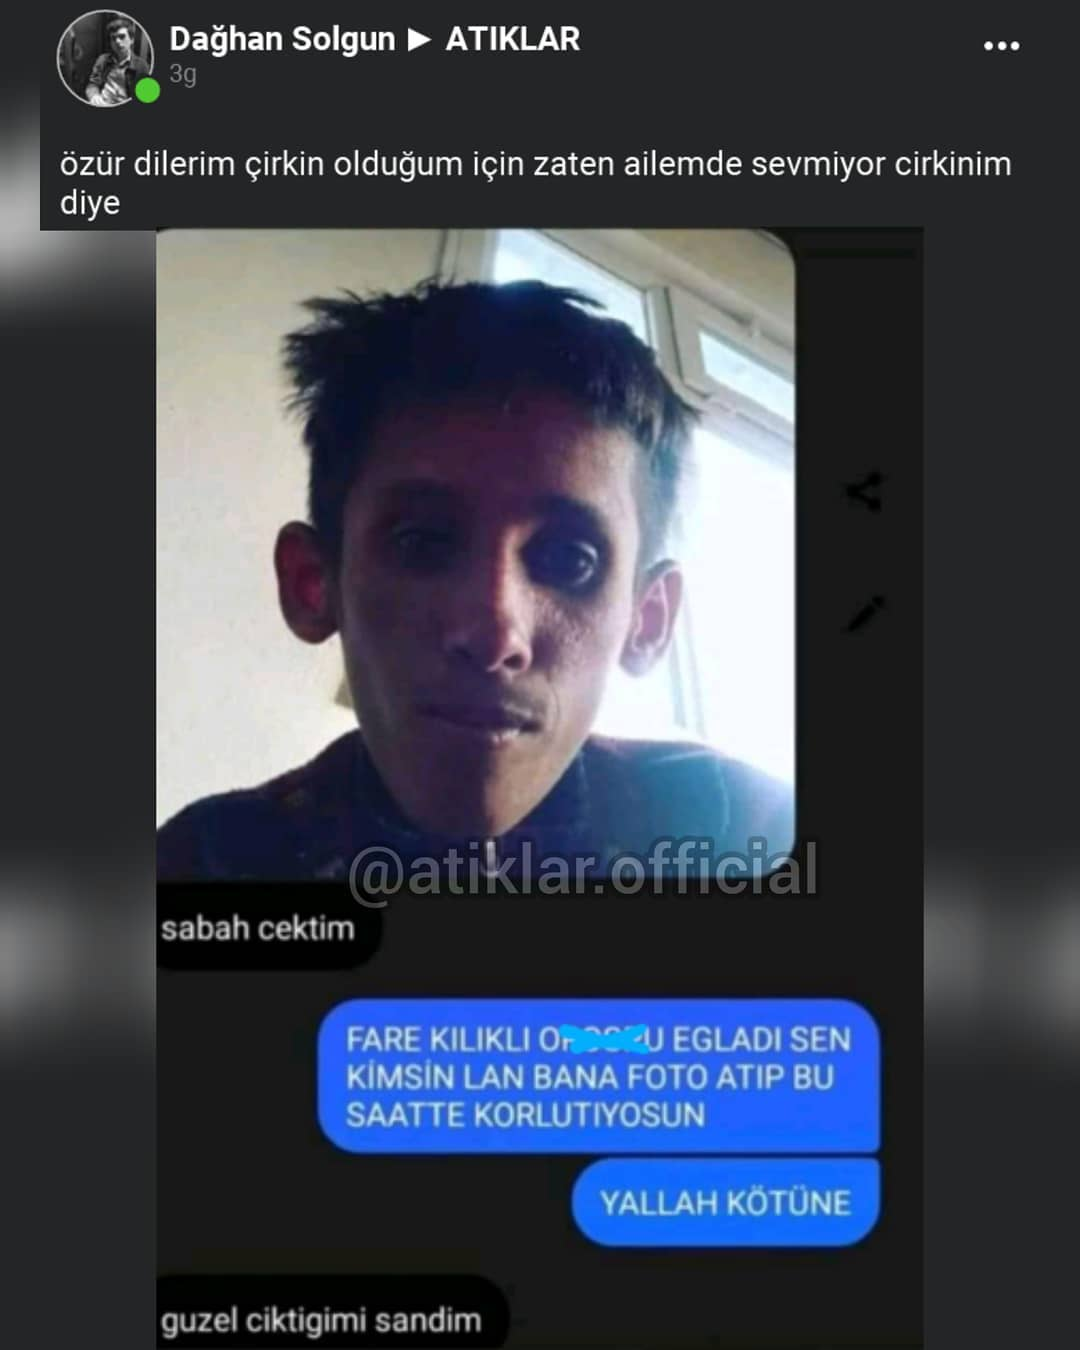 Dağhan Solgun ► ATIKLAR
3g
özür dilerim çirkin olduğum için zaten ailemde sevmiyor cirkinim
diye
@atiklar.official
sabah cektim
FARE KILIKLI EGLADI SEN
KİMSİN LAN BANA FOTO ATIP BU
SAATTE KORLUTIYOSUN
YALLAH KÖTÜNE
guzel ciktigimi sandim